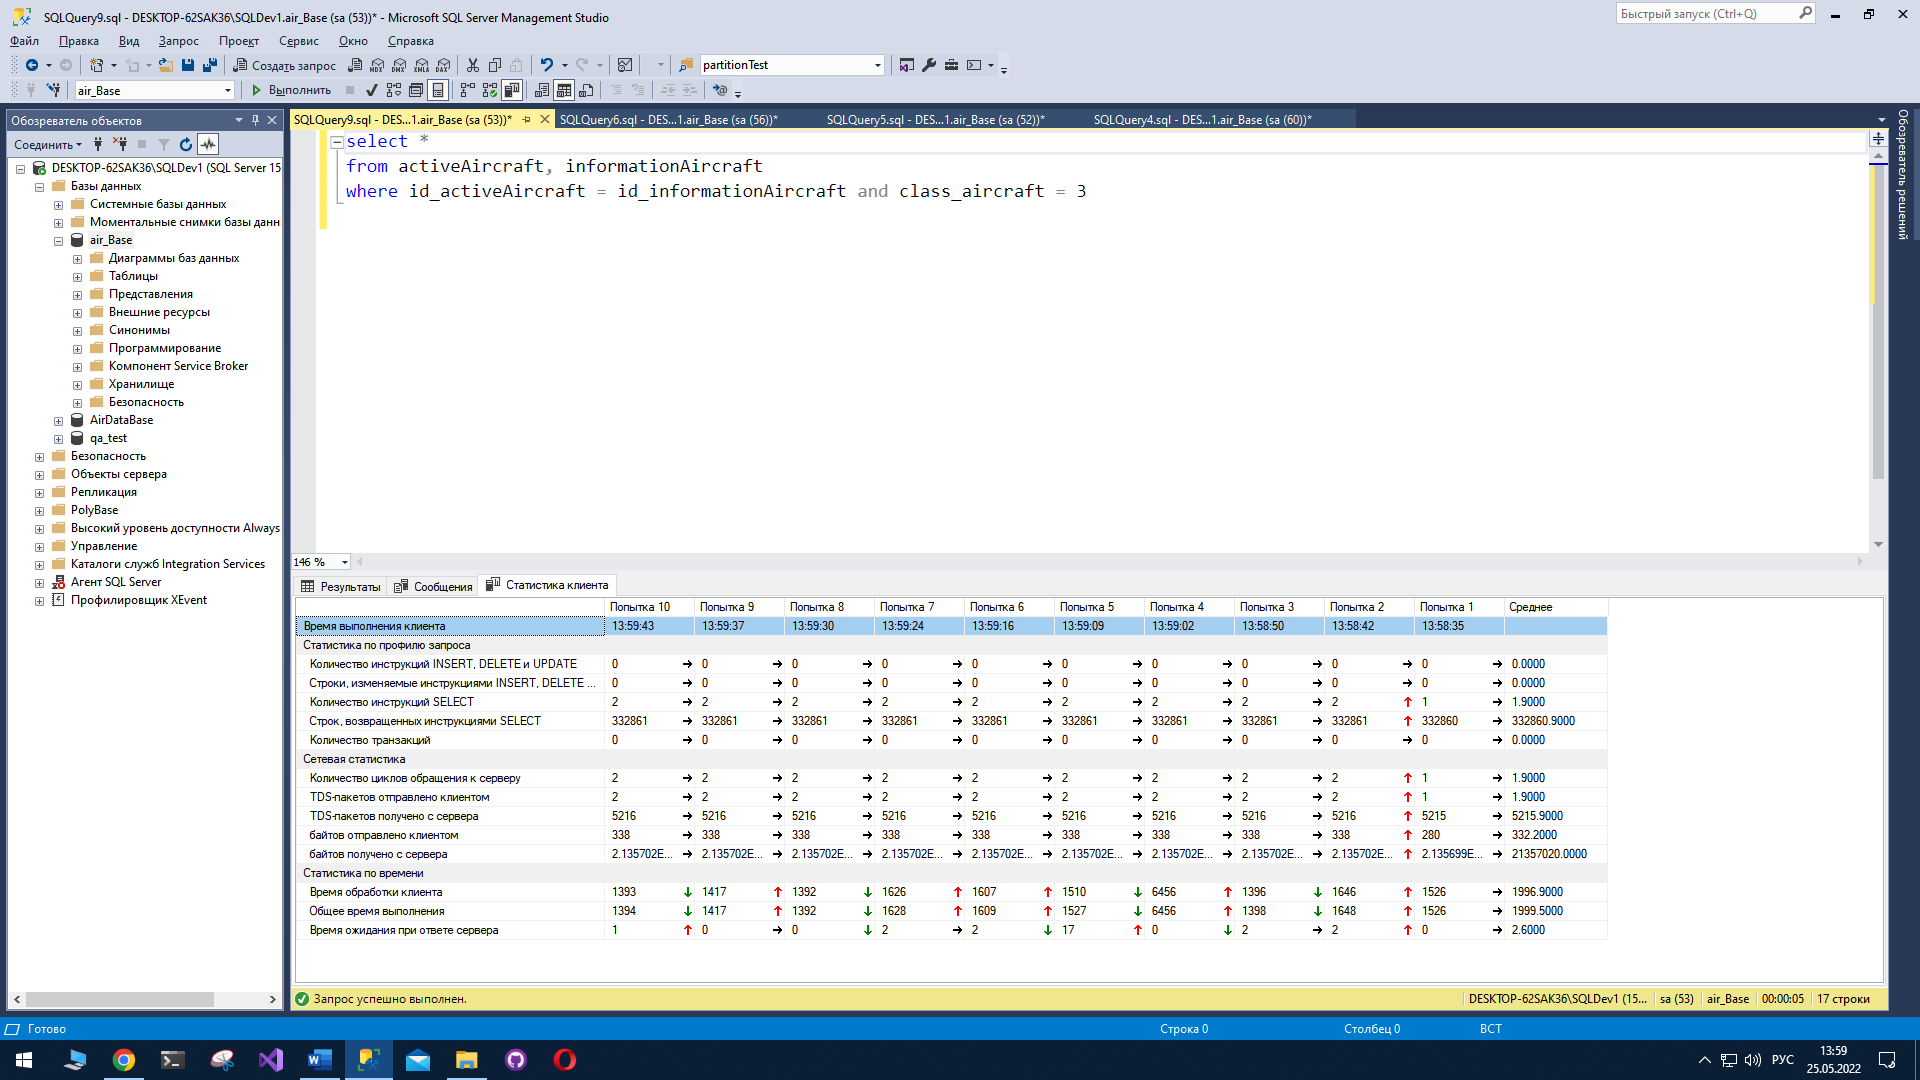 SQLQuery9.sql - DESKTOP-62SAK36\SQLDev1.air_Base (sa (53))* - Microsoft SQL Server Management Studio
Быстрый запуск (Ctrl+Q)
Файл Правка Вид Запрос Проект Сервис Окно Справка
Создать запрос MDX DMX XMLA DAX partitionTest
air_Base Выполнить
Обозреватель объектов
Соединить
DESKTOP-62SAK36\SQLDev1 (SQL Server 15
Базы данных
Системные базы данных
Моментальные снимки базы данн
air_Base
Диаграммы баз данных
Таблицы
Представления
Внешние ресурсы
Синонимы
Программирование
Компонент Service Broker
Хранилище
Безопасность
AirDataBase
qa_test
Безопасность
Объекты сервера
Репликация
PolyBase
Высокий уровень доступности Always
Управление
Каталоги служб Integration Services
Агент SQL Server
Профилировщик XEvent
SQLQuery9.sql - DES...1.air_Base (sa (53))* SQLQuery6.sql - DES...1.air_Base (sa (56))* SQLQuery5.sql - DES...1.air_Base (sa (52))* SQLQuery4.sql - DES...1.air_Base (sa (60))*
select *
from activeAircraft, informationAircraft
where id_activeAircraft = id_informationAircraft and class_aircraft = 3
Обозреватель решений
146 %
Результаты Сообщения Статистика клиента
Попытка 10 Попытка 9 Попытка 8 Попытка 7 Попытка 6 Попытка 5 Попытка 4 Попытка 3 Попытка 2 Попытка 1 Среднее
Время выполнения клиента 13:59:43 13:59:37 13:59:30 13:59:24 13:59:16 13:59:09 13:59:02 13:58:50 13:58:42 13:58:35
Статистика по профилю запроса
Количество инструкций INSERT, DELETE и UPDATE 0 → 0 → 0 → 0 → 0 → 0 → 0 → 0 → 0 → 0 → 0.0000
Строки, изменяемые инструкциями INSERT, DELETE ... 0 → 0 → 0 → 0 → 0 → 0 → 0 → 0 → 0 → 0 → 0.0000
Количество инструкций SELECT 2 → 2 → 2 → 2 → 2 → 2 → 2 → 2 → 2 ↑ 1 → 1.9000
Строк, возвращенных инструкциями SELECT 332861 → 332861 → 332861 → 332861 → 332861 → 332861 → 332861 → 332861 → 332861 ↑ 332860 → 332860.9000
Количество транзакций 0 → 0 → 0 → 0 → 0 → 0 → 0 → 0 → 0 → 0 → 0.0000
Сетевая статистика
Количество циклов обращения к серверу 2 → 2 → 2 → 2 → 2 → 2 → 2 → 2 → 2 ↑ 1 → 1.9000
TDS-пакетов отправлено клиентом 2 → 2 → 2 → 2 → 2 → 2 → 2 → 2 → 2 ↑ 1 → 1.9000
TDS-пакетов получено с сервера 5216 → 5216 → 5216 → 5216 → 5216 → 5216 → 5216 → 5216 → 5216 ↑ 5215 → 5215.9000
байтов отправлено клиентом 338 → 338 → 338 → 338 → 338 → 338 → 338 → 338 → 338 ↑ 280 → 332.2000
байтов получено с сервера 2.135702E... → 2.135702E... → 2.135702E... → 2.135702E... → 2.135702E... → 2.135702E... → 2.135702E... → 2.135702E... → 2.135702E... ↑ 2.135699E... → 21357020.0000
Статистика по времени
Время обработки клиента 1393 ↓ 1417 ↑ 1392 ↓ 1626 ↑ 1607 ↑ 1510 ↓ 6456 ↑ 1396 ↓ 1646 ↑ 1526 → 1996.9000
Общее время выполнения 1394 ↓ 1417 ↑ 1392 ↓ 1628 ↑ 1609 ↑ 1527 ↓ 6456 ↑ 1398 ↓ 1648 ↑ 1526 → 1999.5000
Время ожидания при ответе сервера 1 ↑ 0 → 0 ↓ 2 → 2 ↓ 17 ↑ 0 ↓ 2 → 2 ↑ 0 → 2.6000
Запрос успешно выполнен. DESKTOP-62SAK36\SQLDev1 (15... sa (53) air_Base 00:00:05 17 строки
Готово Строка 0 Столбец 0 ВСТ
РУС 13:59
25.05.2022